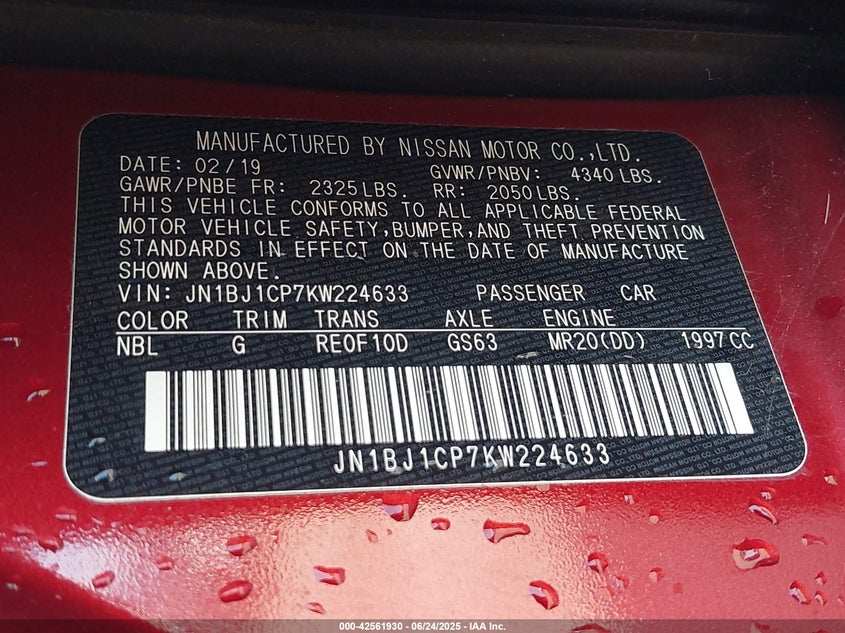 MANUFACTURED BY NISSAN MOTOR CO.,LTD.
DATE: 02/19 GVWR/PNBV: 4340 LBS.
GAWR/PNBE FR: 2325 LBS. RR: 2050 LBS.
THIS VEHICLE CONFORMS TO ALL APPLICABLE FEDERAL
MOTOR VEHICLE SAFETY, BUMPER, AND THEFT PREVENTION
STANDARDS IN EFFECT ON THE DATE OF MANUFACTURE
SHOWN ABOVE.
VIN: JN1BJ1CP7KW224633 PASSENGER CAR
COLOR TRIM TRANS AXLE ENGINE
NBL G RE0F10D GS63 MR20(DD) 1997 CC
JN1BJ1CP7KW224633
000-42561930 - 06/24/2025 - IAA Inc.